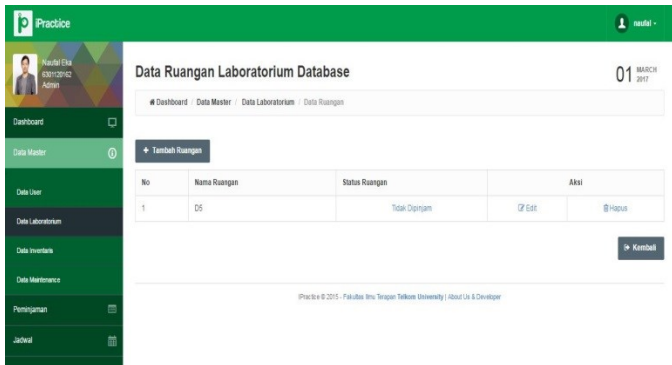 iPractice
naufal
Naufal Eka
6301120162
Admin
Data Ruangan Laboratorium Database
01 MARCH 2017
Dashboard / Data Master / Data Laboratorium / Data Ruangan
Dashboard
Data Master
Data User
Data Laboratorium
Data Inventaris
Data Maintenance
Peminjaman
Jadwal
+ Tambah Ruangan
No Nama Ruangan Status Ruangan Aksi
1 D5 Tidak Dipinjam Edit Hapus
Kembali
iPractice © 2015 - Fakultas Ilmu Terapan Telkom University | About Us & Developer